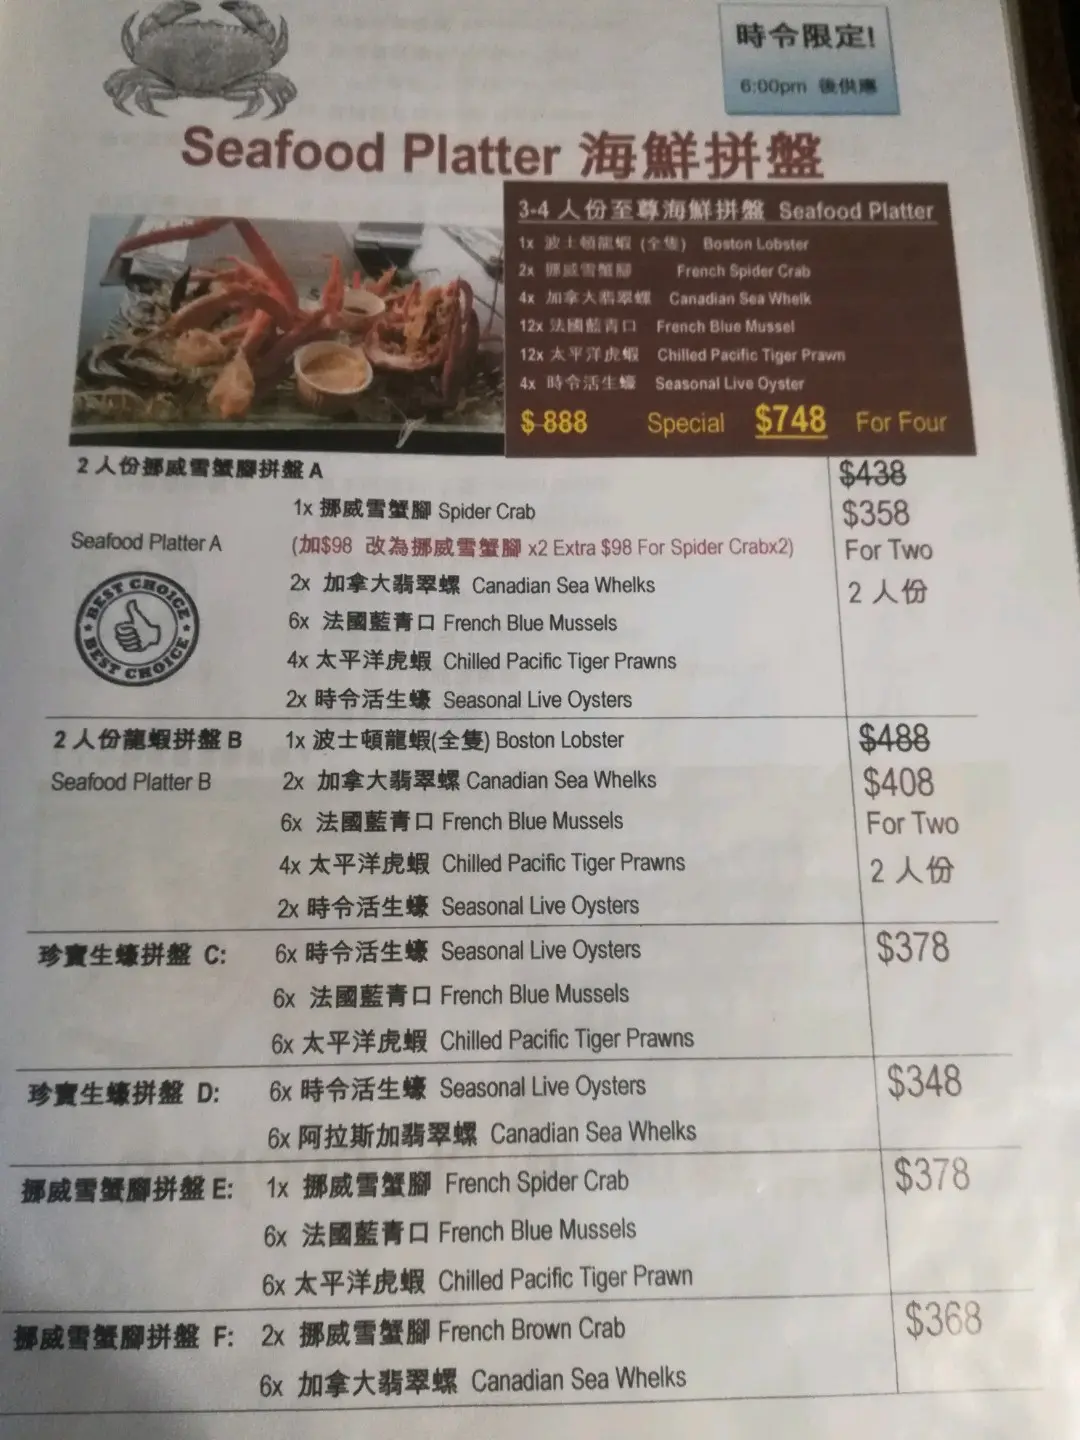 時令限定!
6:00pm 後供應
Seafood Platter 海鮮拼盤
3-4 人份至尊海鮮拼盤 Seafood Platter
1x 波士頓龍蝦 (全隻) Boston Lobster
2x 挪威雪蟹腳 French Spider Crab
4x 加拿大翡翠螺 Canadian Sea Whelk
12x 法國藍青口 French Blue Mussel
12x 太平洋虎蝦 Chilled Pacific Tiger Prawn
4x 時令活生蠔 Seasonal Live Oyster
$ 888 Special $748 For Four
2 人份挪威雪蟹腳拼盤 A $438
1x 挪威雪蟹腳 Spider Crab $358
Seafood Platter A (加$98 改為挪威雪蟹腳 x2 Extra $98 For Spider Crabx2) For Two
2x 加拿大翡翠螺 Canadian Sea Whelks 2 人份
BEST CHOICE
BEST CHOICE
6x 法國藍青口 French Blue Mussels
4x 太平洋虎蝦 Chilled Pacific Tiger Prawns
2x 時令活生蠔 Seasonal Live Oysters
2 人份龍蝦拼盤 B 1x 波士頓龍蝦(全隻) Boston Lobster $488
Seafood Platter B 2x 加拿大翡翠螺 Canadian Sea Whelks $408
6x 法國藍青口 French Blue Mussels For Two
4x 太平洋虎蝦 Chilled Pacific Tiger Prawns 2 人份
2x 時令活生蠔 Seasonal Live Oysters
珍寶生蠔拼盤 C: 6x 時令活生蠔 Seasonal Live Oysters $378
6x 法國藍青口 French Blue Mussels
6x 太平洋虎蝦 Chilled Pacific Tiger Prawns
珍寶生蠔拼盤 D: 6x 時令活生蠔 Seasonal Live Oysters $348
6x 阿拉斯加翡翠螺 Canadian Sea Whelks
挪威雪蟹腳拼盤 E: 1x 挪威雪蟹腳 French Spider Crab $378
6x 法國藍青口 French Blue Mussels
6x 太平洋虎蝦 Chilled Pacific Tiger Prawn
挪威雪蟹腳拼盤 F: 2x 挪威雪蟹腳 French Brown Crab $368
6x 加拿大翡翠螺 Canadian Sea Whelks